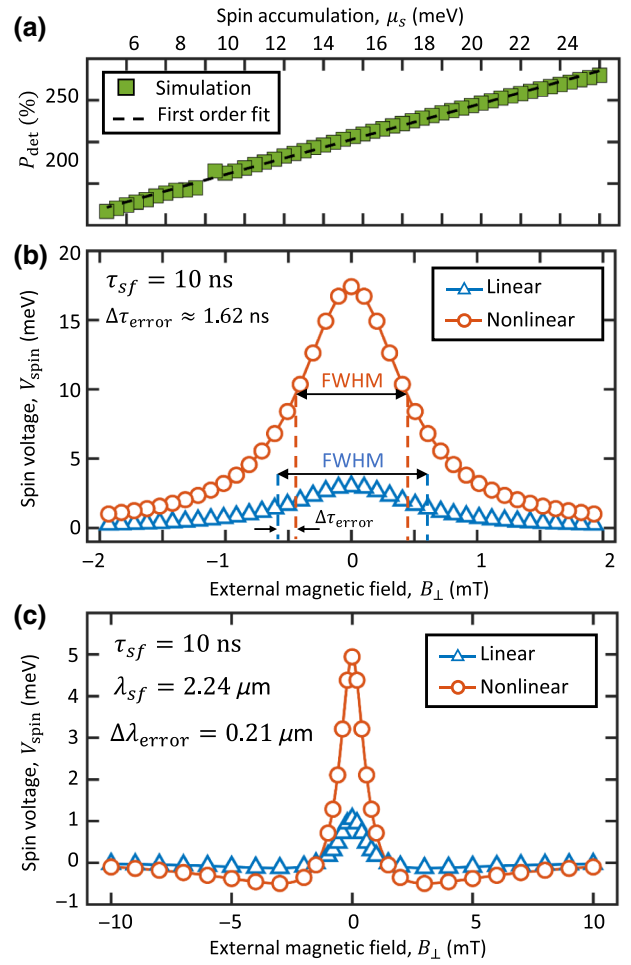 (a)
Spin accumulation, μs (meV)
6 8 10 12 14 16 18 20 22 24
Pdet (%)
250
200
Simulation
First order fit
(b)
Spin voltage, Vspin (meV)
20
15
10
5
0
τsf = 10 ns
Δτerror ≈ 1.62 ns
Linear
Nonlinear
FWHM
FWHM
Δτerror
−2 −1 0 1 2
External magnetic field, B⊥ (mT)
(c)
Spin voltage, Vspin (meV)
5
4
3
2
1
0
−1
τsf = 10 ns
λsf = 2.24 μm
Δλerror = 0.21 μm
Linear
Nonlinear
−10 −5 0 5 10
External magnetic field, B⊥ (mT)